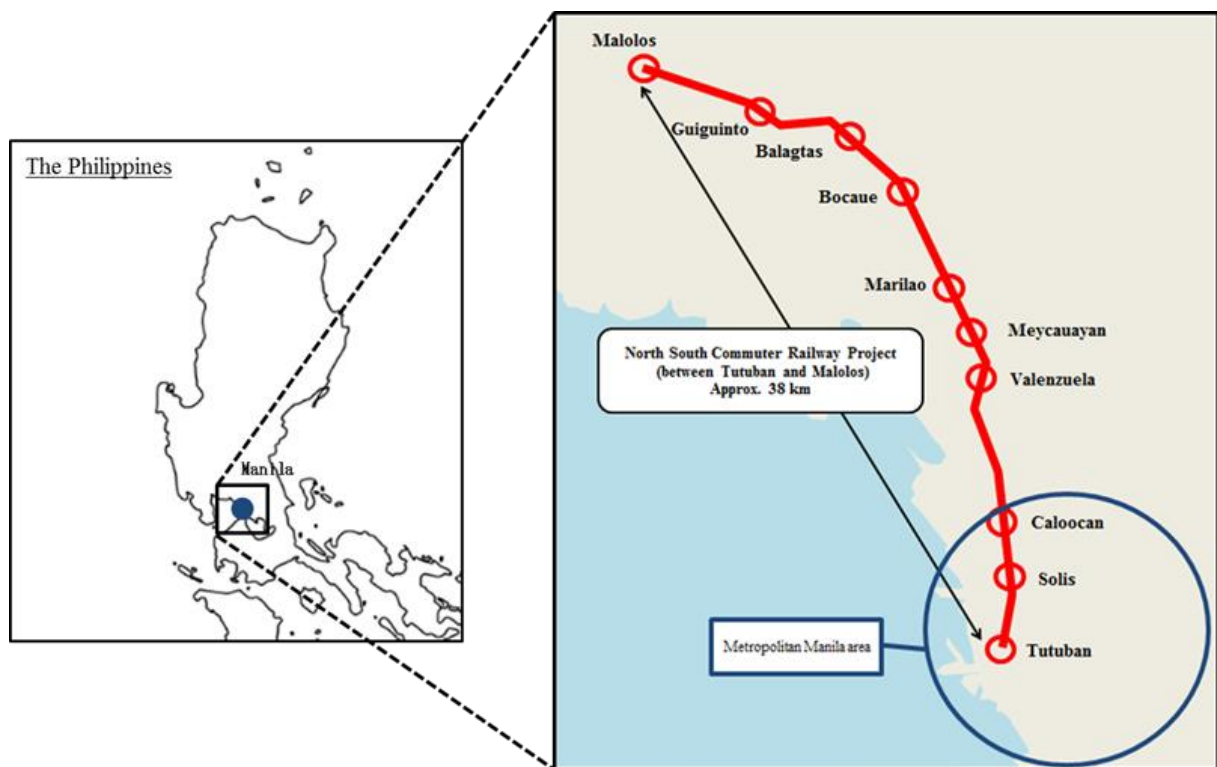 The Philippines
Manila
Malolos
Guiguinto
Balagtas
Bocaue
Marilao
Meycauayan
Valenzuela
North South Commuter Railway Project
(between Tutuban and Malolos)
Approx. 38 km
Caloocan
Solis
Metropolitan Manila area
Tutuban